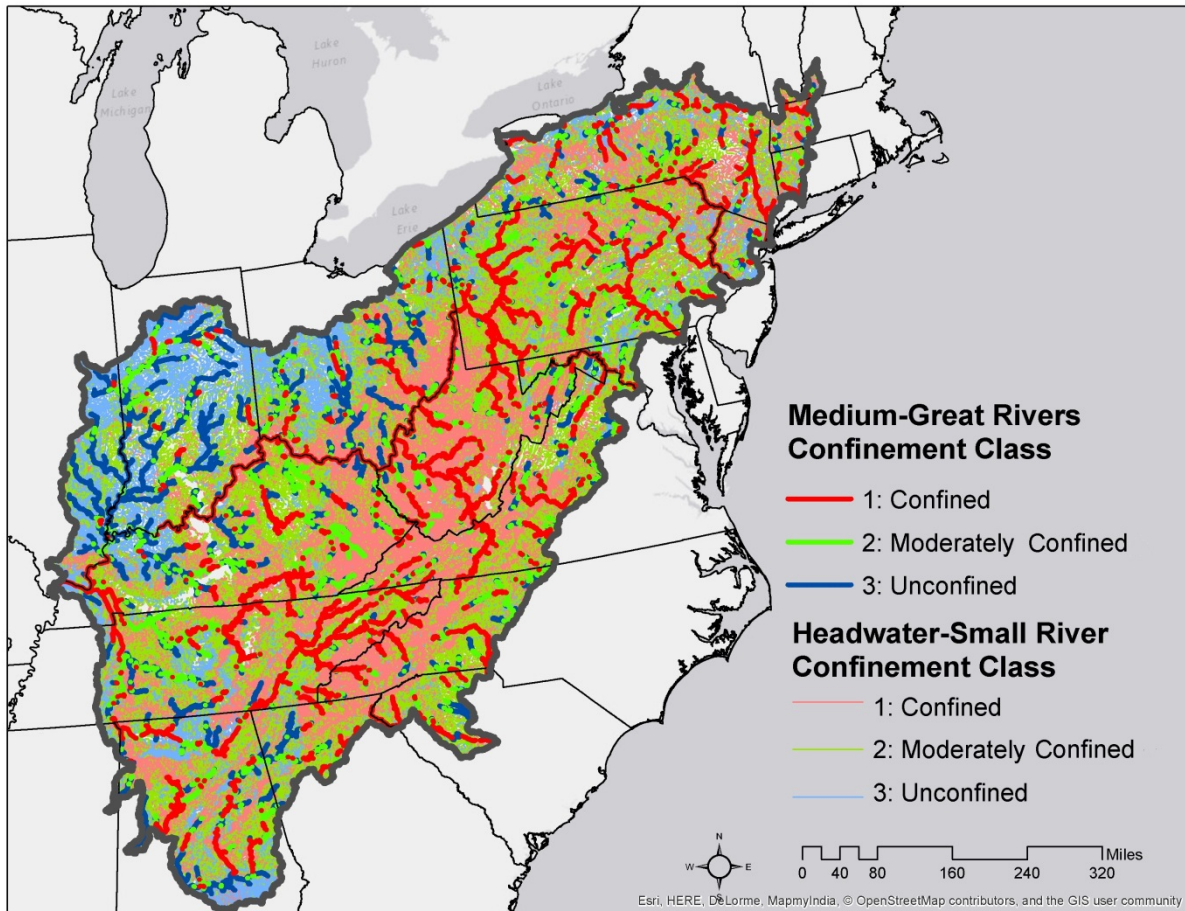 Lake
Huron
Lake
Michigan
Lake
Ontario
Lake
Erie
Medium-Great Rivers
Confinement Class
1: Confined
2: Moderately Confined
3: Unconfined
Headwater-Small River
Confinement Class
1: Confined
2: Moderately Confined
3: Unconfined
N
W E
S
Miles
0 40 80 160 240 320
Esri, HERE, DeLorme, MapmyIndia, © OpenStreetMap contributors, and the GIS user community